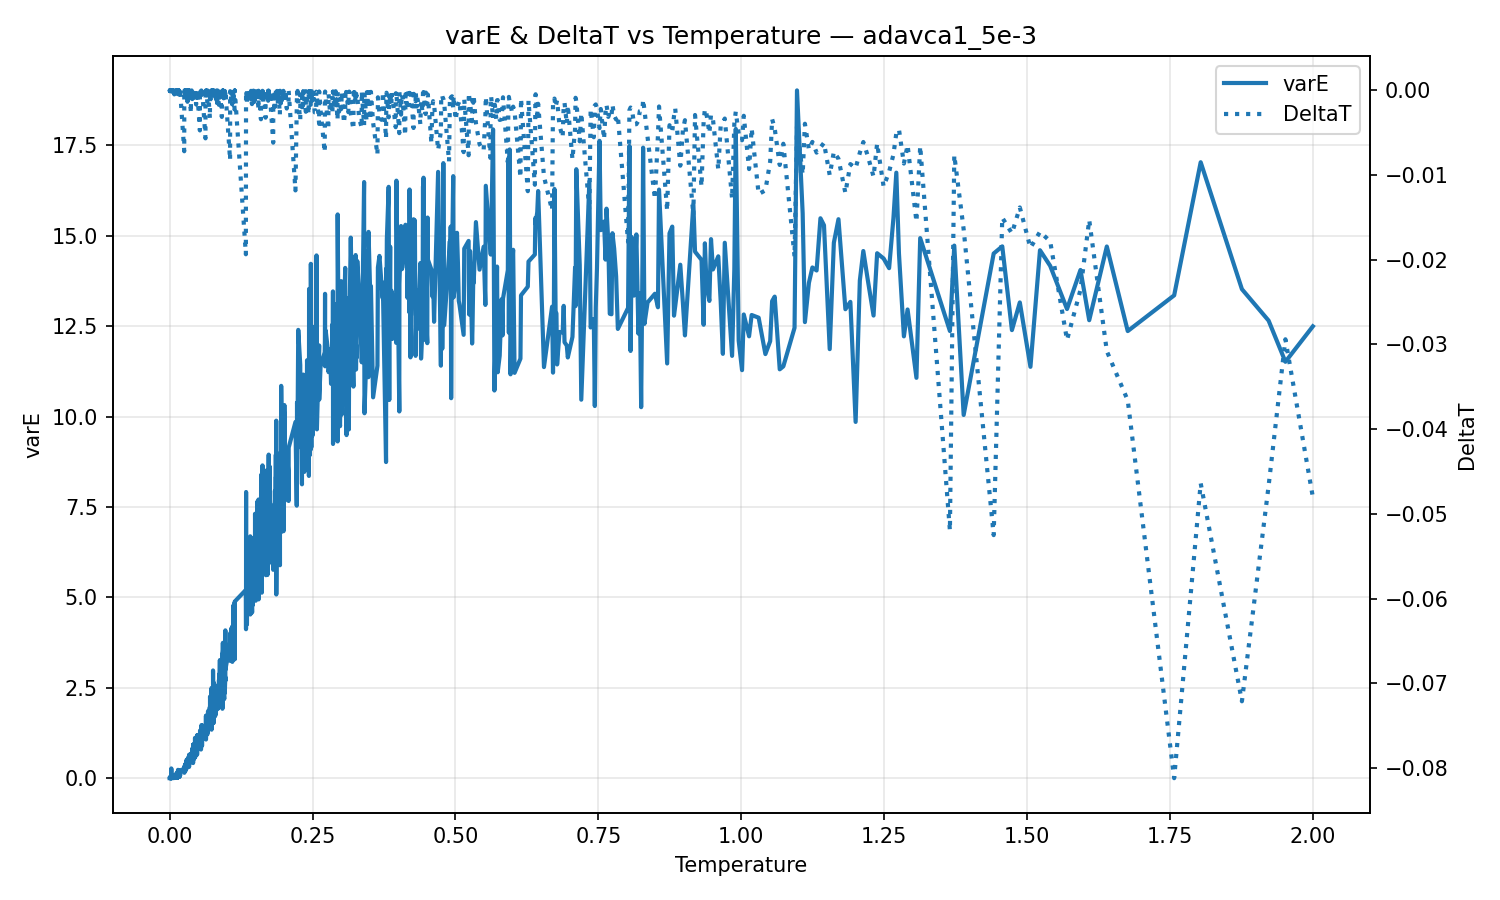 varE & DeltaT vs Temperature — adavca1_5e-3
varE
DeltaT
17.5
15.0
12.5
10.0
7.5
5.0
2.5
0.0
varE
0.00
−0.01
−0.02
−0.03
−0.04
−0.05
−0.06
−0.07
−0.08
DeltaT
0.00 0.25 0.50 0.75 1.00 1.25 1.50 1.75 2.00
Temperature